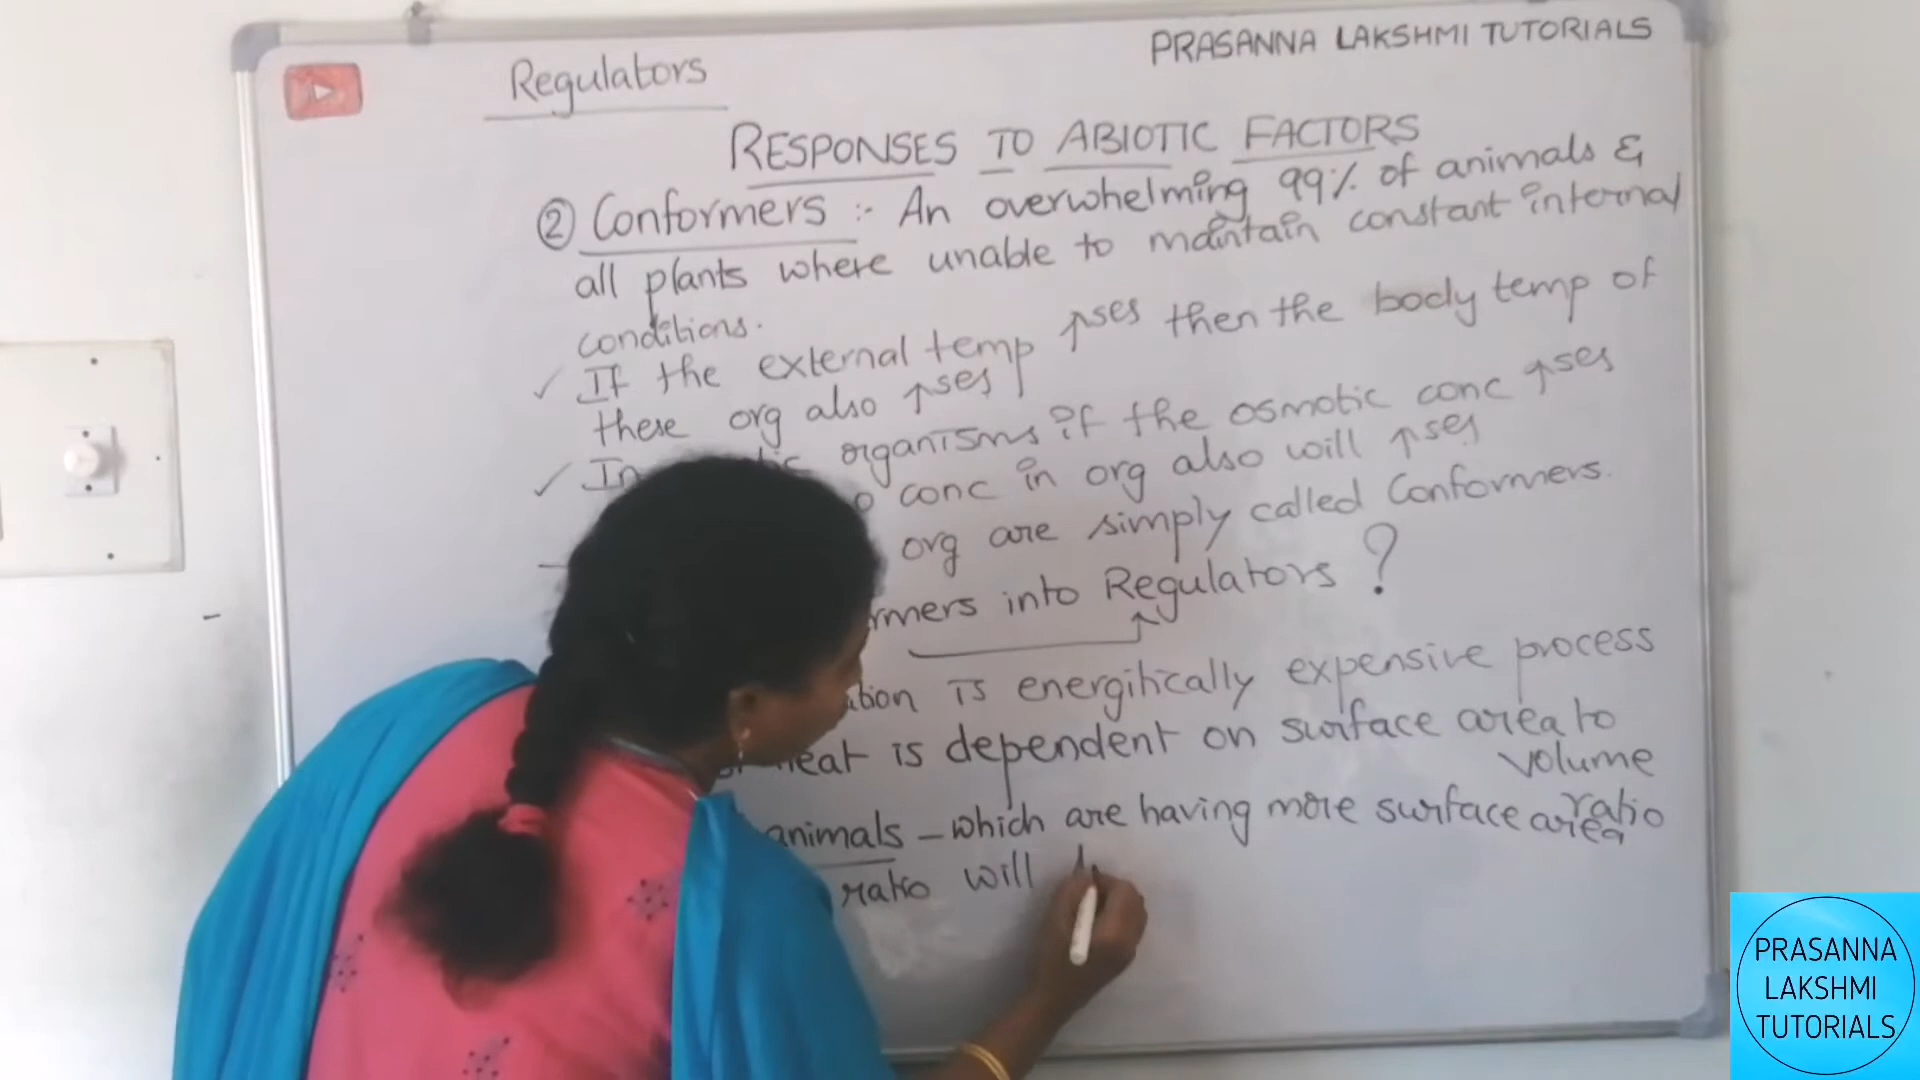 PRASANNA LAKSHMI TUTORIALS
Regulators
RESPONSES TO ABIOTIC FACTORS
② Conformers :- An overwhelming 99% of animals &
all plants where unable to maintain constant internal
conditions.
✓ If the external temp ↑ses then the body temp of
these org also ↑ses
✓ In organisms if the osmotic conc ↑ses
conc in org also will ↑ses
org are simply called Conformers.
into Regulators ?
is energitically expensive process
is dependent on surface area to
volume
ratio
animals - which are having more surface area
ratio will
PRASANNA
LAKSHMI
TUTORIALS